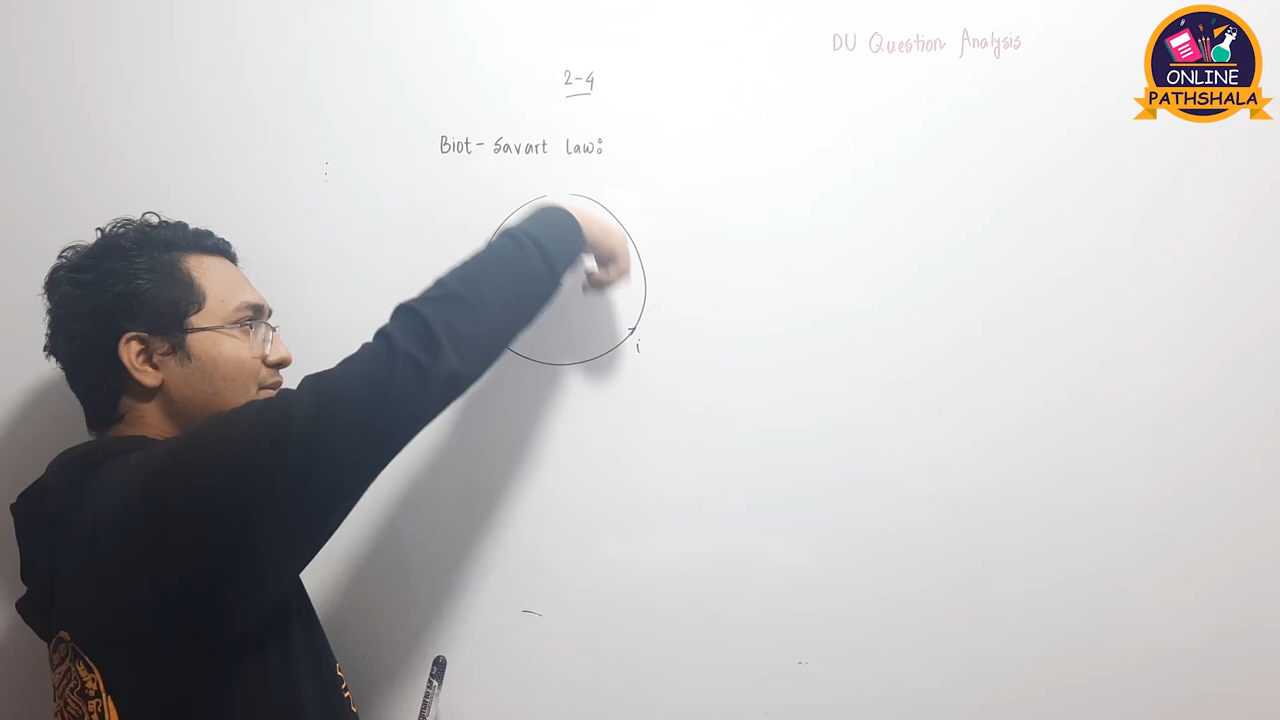 DU Question Analysis
ONLINE
PATHSHALA
2-4
Biot-Savart Law:
i